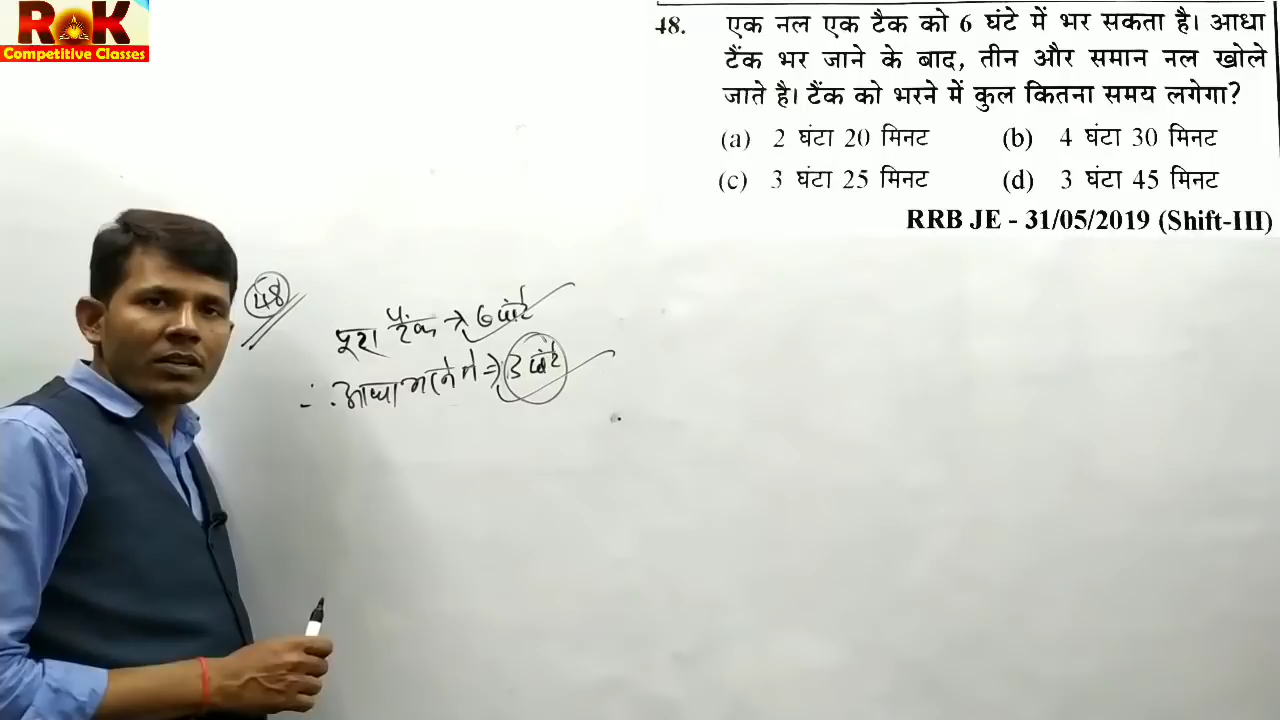 ROK
Competitive Classes
48. एक नल एक टैक को 6 घंटे में भर सकता है। आधा
टैंक भर जाने के बाद, तीन और समान नल खोले
जाते है। टैंक को भरने में कुल कितना समय लगेगा?
(a) 2 घंटा 20 मिनट (b) 4 घंटा 30 मिनट
(c) 3 घंटा 25 मिनट (d) 3 घंटा 45 मिनट
RRB JE - 31/05/2019 (Shift-III)
48
पूरा टैंक → 6 घंटे
∴ आधा भरने में ⇒ 3 घंटे